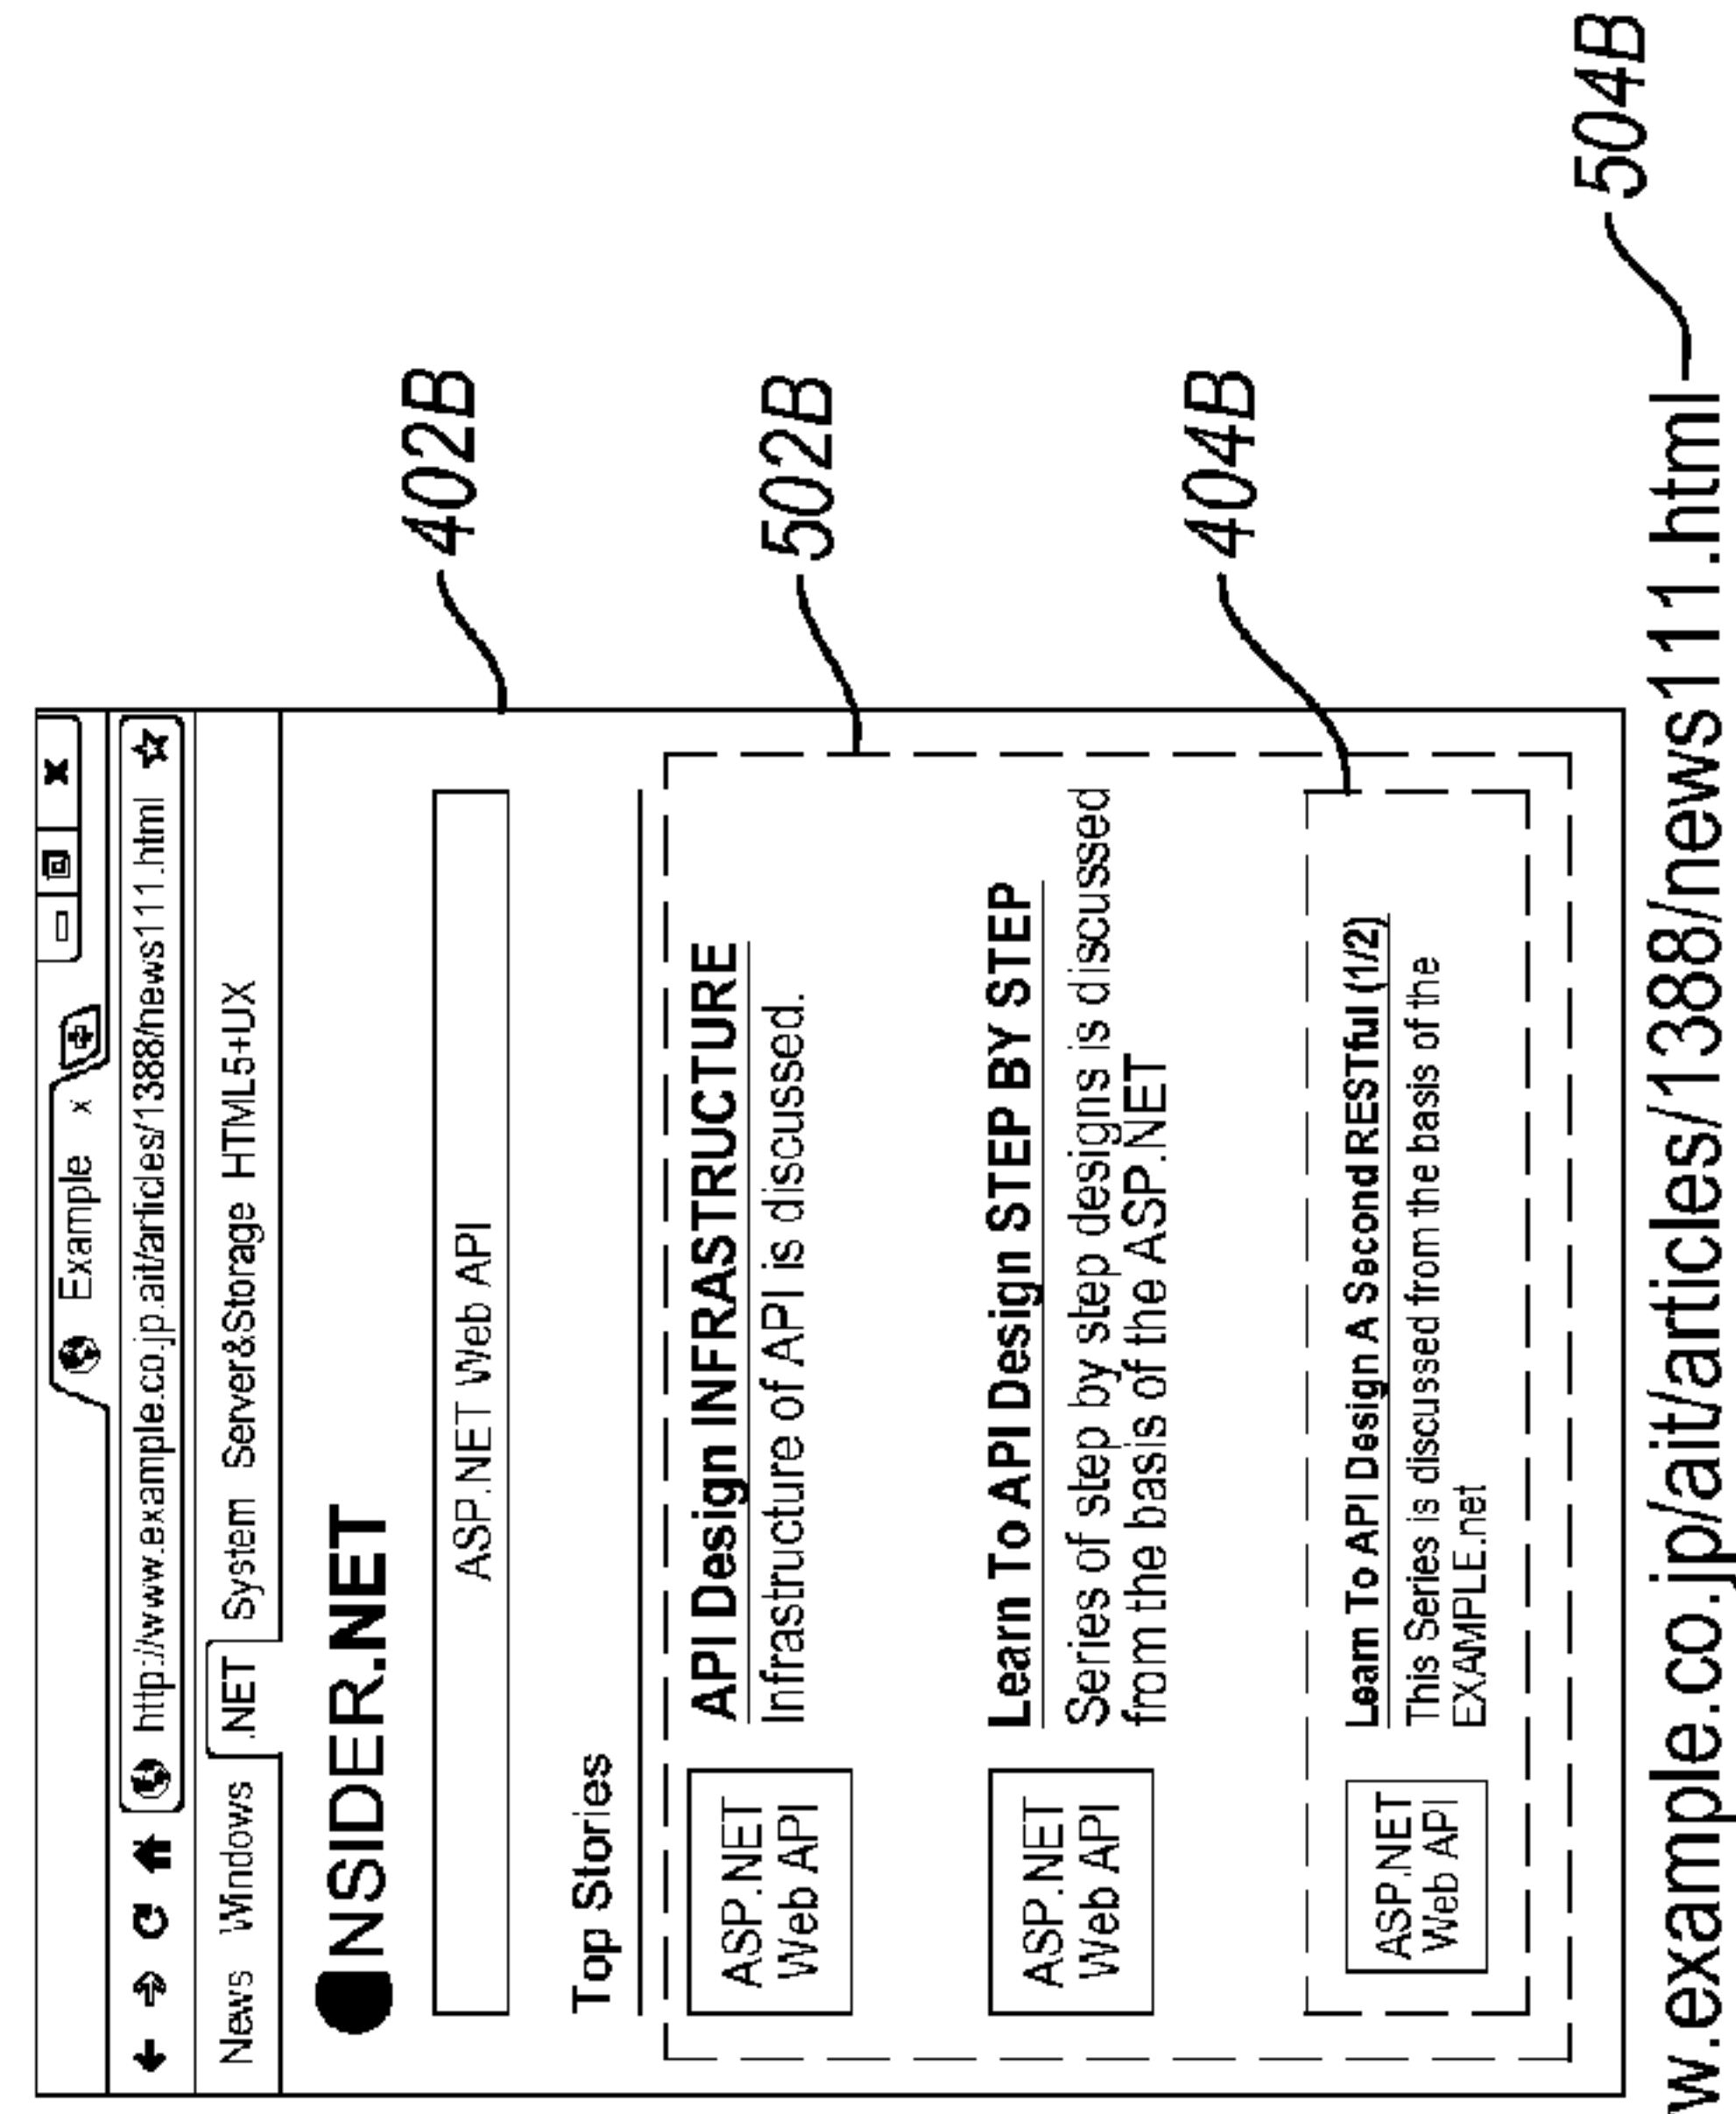 Example x
http://www.example.co.jp.ait/articles/1388/news111.html
News Windows .NET System Server&Storage HTML5+UX
INSIDER.NET
ASP.NET Web API
Top Stories
ASP.NET
Web API
API Design INFRASTRUCTURE
Infrastructure of API is discussed.
ASP.NET
Web API
Learn To API Design STEP BY STEP
Series of step by step designs is discussed
from the basis of the ASP.NET
ASP.NET
Web API
Learn To API Design A Second RESTful (1/2)
This Series is discussed from the basis of the
EXAMPLE.net
402B
502B
404B
w.example.co.jp/ait/articles/1388/news111.html
504B